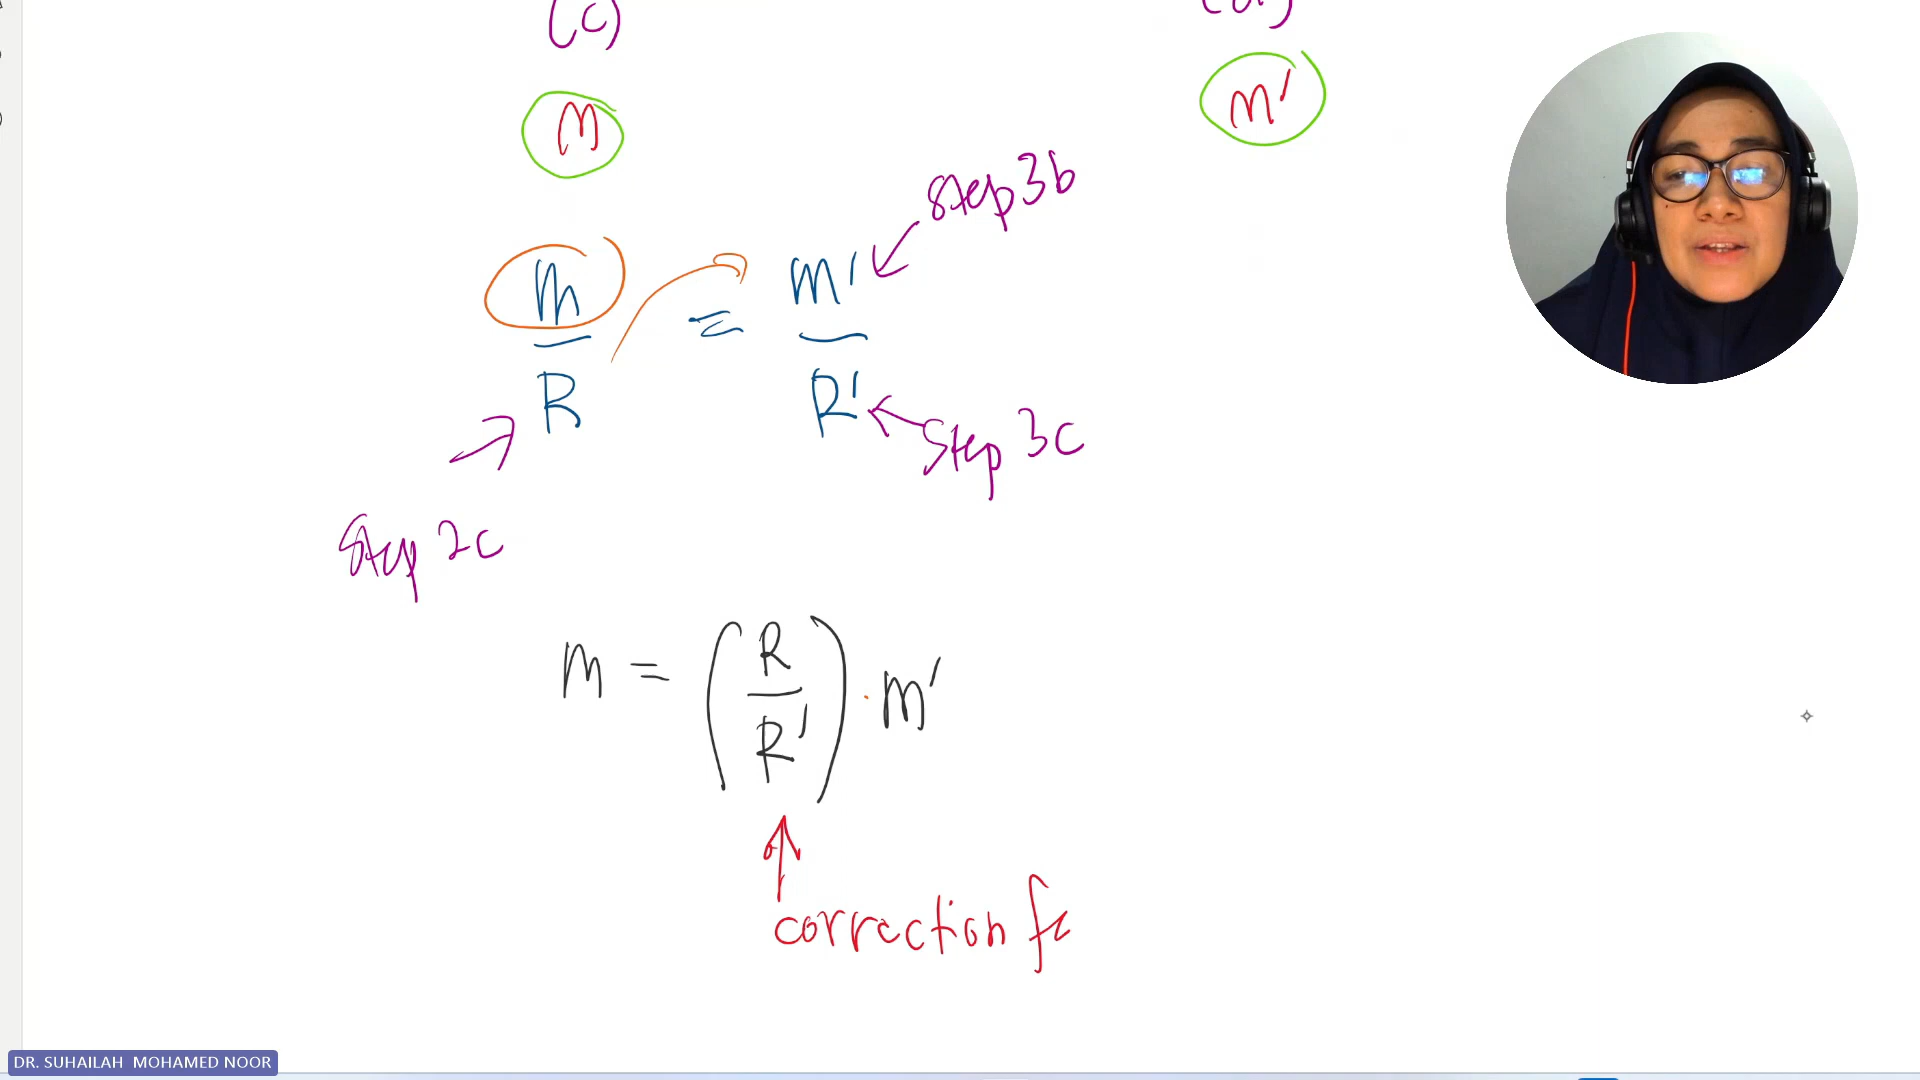 (c)
m
m'
step 3b
m = m'
R R'
step 3c
step 2c
m = (R/R') · m'
correction fc
DR. SUHAILAH MOHAMED NOOR